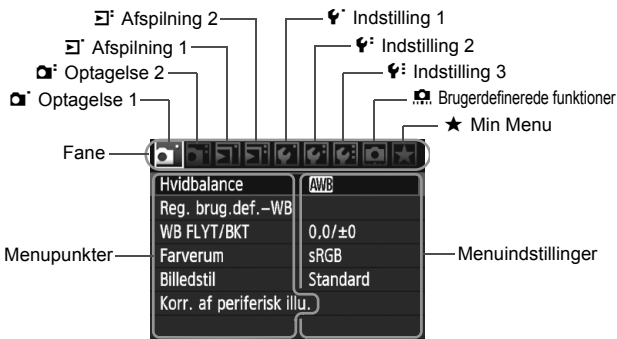 Afspilning 2
Indstilling 1
Afspilning 1
Indstilling 2
Optagelse 2
Indstilling 3
Optagelse 1
Brugerdefinerede funktioner
★ Min Menu
Fane
Hvidbalance AWB
Reg. brug.def.–WB
WB FLYT/BKT 0,0/±0
Menupunkter
Farverum sRGB
Menuindstillinger
Billedstil Standard
Korr. af periferisk illu.